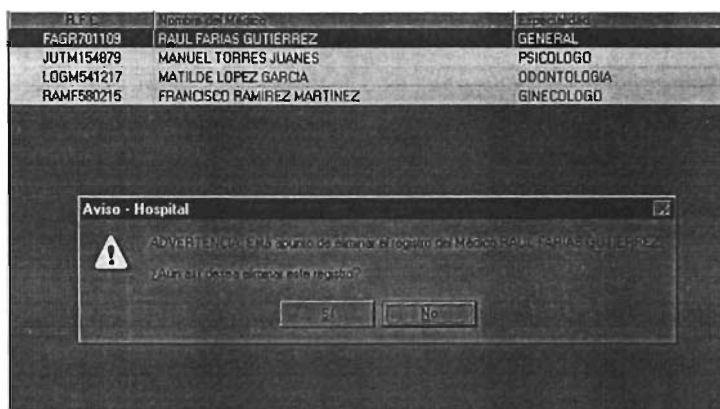 R.F.C. Nombre del Médico Especialidad
FAGR701109 RAUL FARIAS GUTIERREZ GENERAL
JUTM154879 MANUEL TORRES JUANES PSICOLOGO
LOGM541217 MATILDE LOPEZ GARCIA ODONTOLOGIA
RAMF580215 FRANCISCO RAMIREZ MARTINEZ GINECOLOGO
Aviso - Hospital
ADVERTENCIA: Está apunto de eliminar el registro del Médico RAUL FARIAS GUTIERREZ
¿Aun así desea eliminar este registro?
Sí No